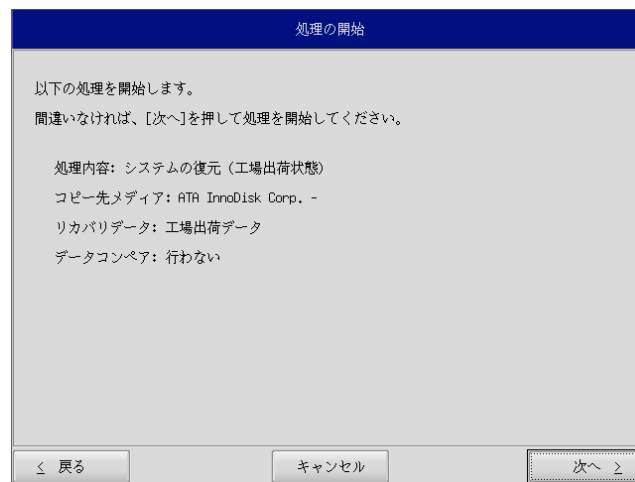 処理の開始
以下の処理を開始します。
間違いなければ、[次へ]を押して処理を開始してください。
処理内容: システムの復元（工場出荷状態）
コピー先メディア: ATA InnoDisk Corp. -
リカバリデータ: 工場出荷データ
データコンペア: 行わない
< 戻る
キャンセル
次へ >